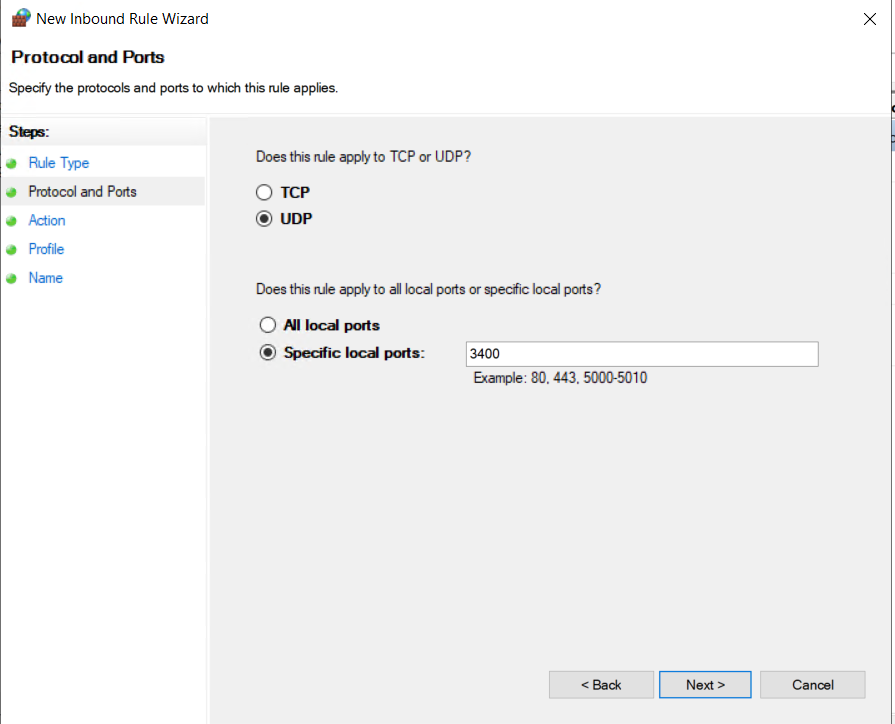 New Inbound Rule Wizard
Protocol and Ports
Specify the protocols and ports to which this rule applies.
Steps:
Rule Type
Protocol and Ports
Action
Profile
Name
Does this rule apply to TCP or UDP?
TCP
UDP
Does this rule apply to all local ports or specific local ports?
All local ports
Specific local ports:
3400
Example: 80, 443, 5000-5010
< Back
Next >
Cancel